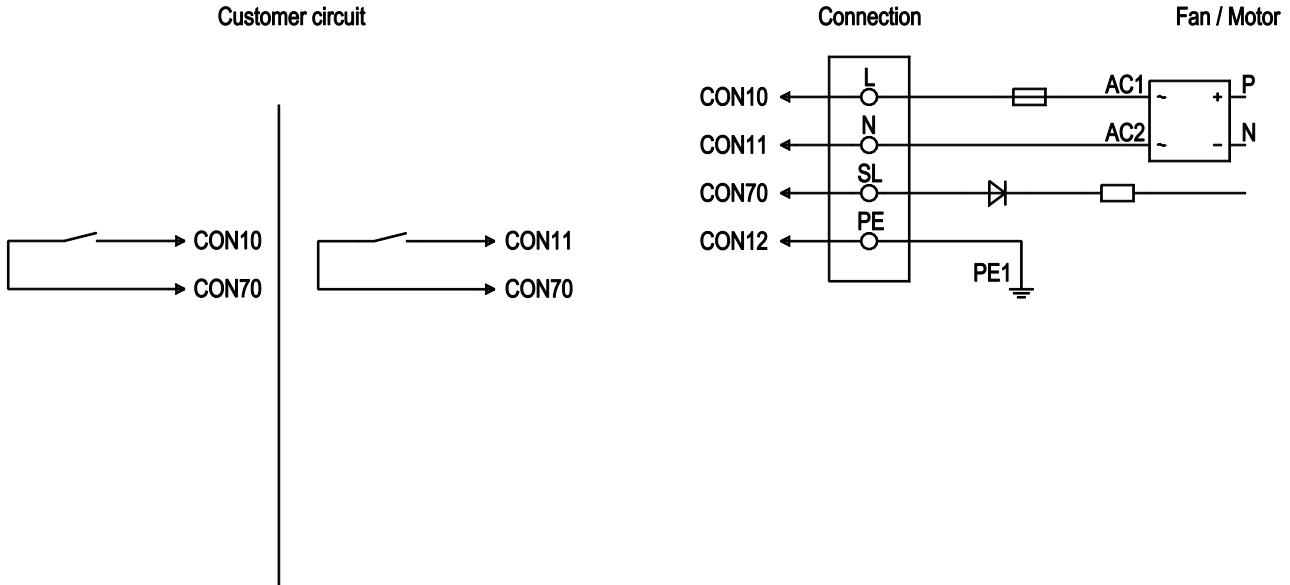 Customer circuit
Connection
Fan / Motor
CON10
L
AC1
~
+
P
CON11
N
AC2
~
-
N
CON70
SL
CON12
PE
PE1
CON10
CON70
CON11
CON70